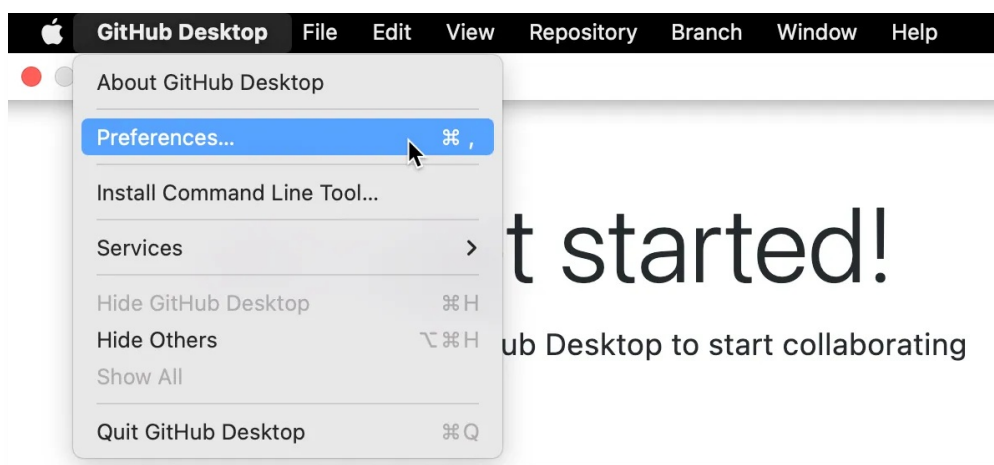 GitHub Desktop File Edit View Repository Branch Window Help
About GitHub Desktop
Preferences... ⌘ ,
Install Command Line Tool...
Services
Hide GitHub Desktop ⌘H
Hide Others ⌥⌘H
Show All
Quit GitHub Desktop ⌘Q
t started!
ub Desktop to start collaborating